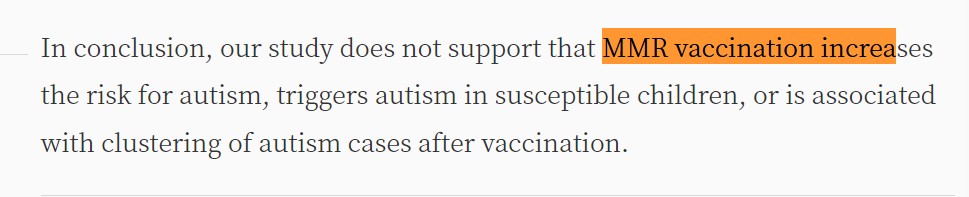 In conclusion, our study does not support that MMR vaccination increases
the risk for autism, triggers autism in susceptible children, or is associated
with clustering of autism cases after vaccination.